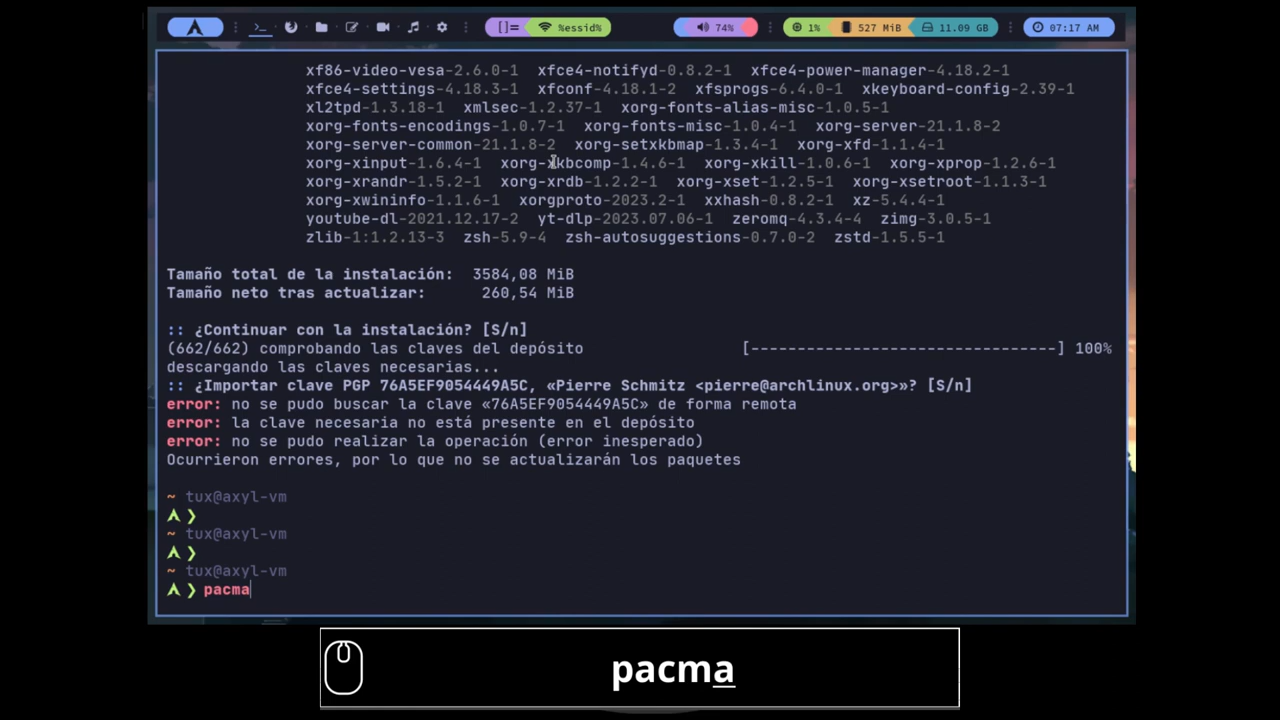 []= %essid% 74% 1% 527 MiB 11.09 GB 07:17 AM
xf86-video-vesa-2.6.0-1 xfce4-notifyd-0.8.2-1 xfce4-power-manager-4.18.2-1
xfce4-settings-4.18.3-1 xfconf-4.18.1-2 xfsprogs-6.4.0-1 xkeyboard-config-2.39-1
xl2tpd-1.3.18-1 xmlsec-1.2.37-1 xorg-fonts-alias-misc-1.0.5-1
xorg-fonts-encodings-1.0.7-1 xorg-fonts-misc-1.0.4-1 xorg-server-21.1.8-2
xorg-server-common-21.1.8-2 xorg-setxkbmap-1.3.4-1 xorg-xfd-1.1.4-1
xorg-xinput-1.6.4-1 xorg-xkbcomp-1.4.6-1 xorg-xkill-1.0.6-1 xorg-xprop-1.2.6-1
xorg-xrandr-1.5.2-1 xorg-xrdb-1.2.2-1 xorg-xset-1.2.5-1 xorg-xsetroot-1.1.3-1
xorg-xwininfo-1.1.6-1 xorgproto-2023.2-1 xxhash-0.8.2-1 xz-5.4.4-1
youtube-dl-2021.12.17-2 yt-dlp-2023.07.06-1 zeromq-4.3.4-4 zimg-3.0.5-1
zlib-1:1.2.13-3 zsh-5.9-4 zsh-autosuggestions-0.7.0-2 zstd-1.5.5-1
Tamaño total de la instalación: 3584,08 MiB
Tamaño neto tras actualizar: 260,54 MiB
:: ¿Continuar con la instalación? [S/n]
(662/662) comprobando las claves del depósito [---------------------------------] 100%
descargando las claves necesarias...
:: ¿Importar clave PGP 76A5EF9054449A5C, «Pierre Schmitz <pierre@archlinux.org>»? [S/n]
error: no se pudo buscar la clave «76A5EF9054449A5C» de forma remota
error: la clave necesaria no está presente en el depósito
error: no se pudo realizar la operación (error inesperado)
Ocurrieron errores, por lo que no se actualizarán los paquetes
~ tux@axyl-vm
❯
~ tux@axyl-vm
❯
~ tux@axyl-vm
❯ pacma
pacma